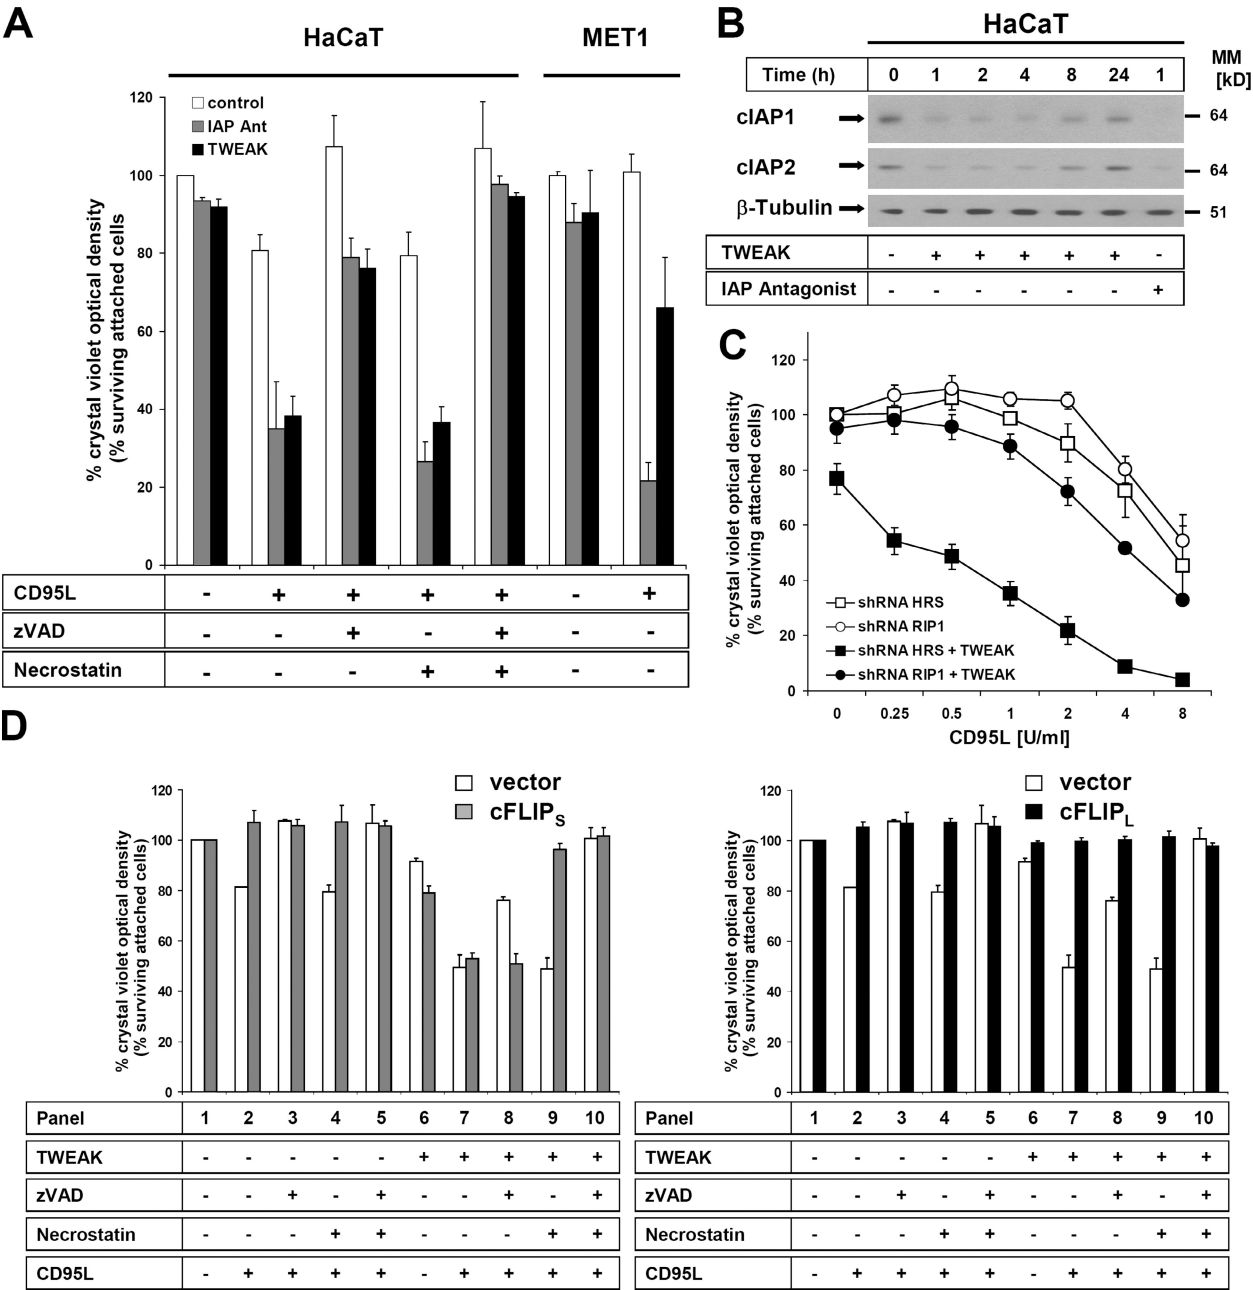 A
HaCaT
MET1
control
IAP Ant
TWEAK
% crystal violet optical density
(% surviving attached cells)
120
100
80
60
40
20
0
CD95L - + + + + - +
zVAD - - + - + - -
Necrostatin - - - + + - -
B
HaCaT
MM
[kD]
Time (h) 0 1 2 4 8 24 1
cIAP1 64
cIAP2 64
β-Tubulin 51
TWEAK - + + + + + -
IAP Antagonist - - - - - - +
C
% crystal violet optical density
(% surviving attached cells)
120
100
80
60
40
20
0
shRNA HRS
shRNA RIP1
shRNA HRS + TWEAK
shRNA RIP1 + TWEAK
0 0.25 0.5 1 2 4 8
CD95L [U/ml]
D
vector
cFLIPS
% crystal violet optical density
(% surviving attached cells)
120
100
80
60
40
20
0
Panel 1 2 3 4 5 6 7 8 9 10
TWEAK - - - - - + + + + +
zVAD - - + - + - - + - +
Necrostatin - - - + + - - - + +
CD95L - + + + + - + + + +
vector
cFLIPL
% crystal violet optical density
(% surviving attached cells)
120
100
80
60
40
20
0
Panel 1 2 3 4 5 6 7 8 9 10
TWEAK - - - - - + + + + +
zVAD - - + - + - - + - +
Necrostatin - - - + + - - - + +
CD95L - + + + + - + + + +